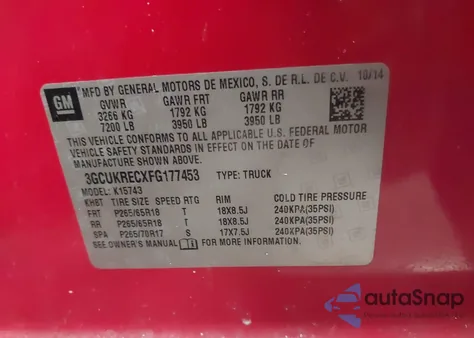 MFD BY GENERAL MOTORS DE MEXICO, S. DE R.L. DE C.V. 10/14
GM
GVWR GAWR FRT GAWR RR
3266 KG 1792 KG 1792 KG
7200 LB 3950 LB 3950 LB
THIS VEHICLE CONFORMS TO ALL APPLICABLE U.S. FEDERAL MOTOR
VEHICLE SAFETY STANDARDS IN EFFECT ON THE DATE OF
MANUFACTURE SHOWN ABOVE.
3GCUKRECXFG177453 TYPE: TRUCK
MODEL: K15743
KHBT TIRE SIZE SPEED RTG RIM COLD TIRE PRESSURE
FRT P265/65R18 T 18X8.5J 240KPA(35PSI)
RR P265/65R18 T 18X8.5J 240KPA(35PSI)
SPA P265/70R17 S 17X7.5J 240KPA(35PSI)
SEE OWNER'S MANUAL FOR MORE INFORMATION
autoSnap